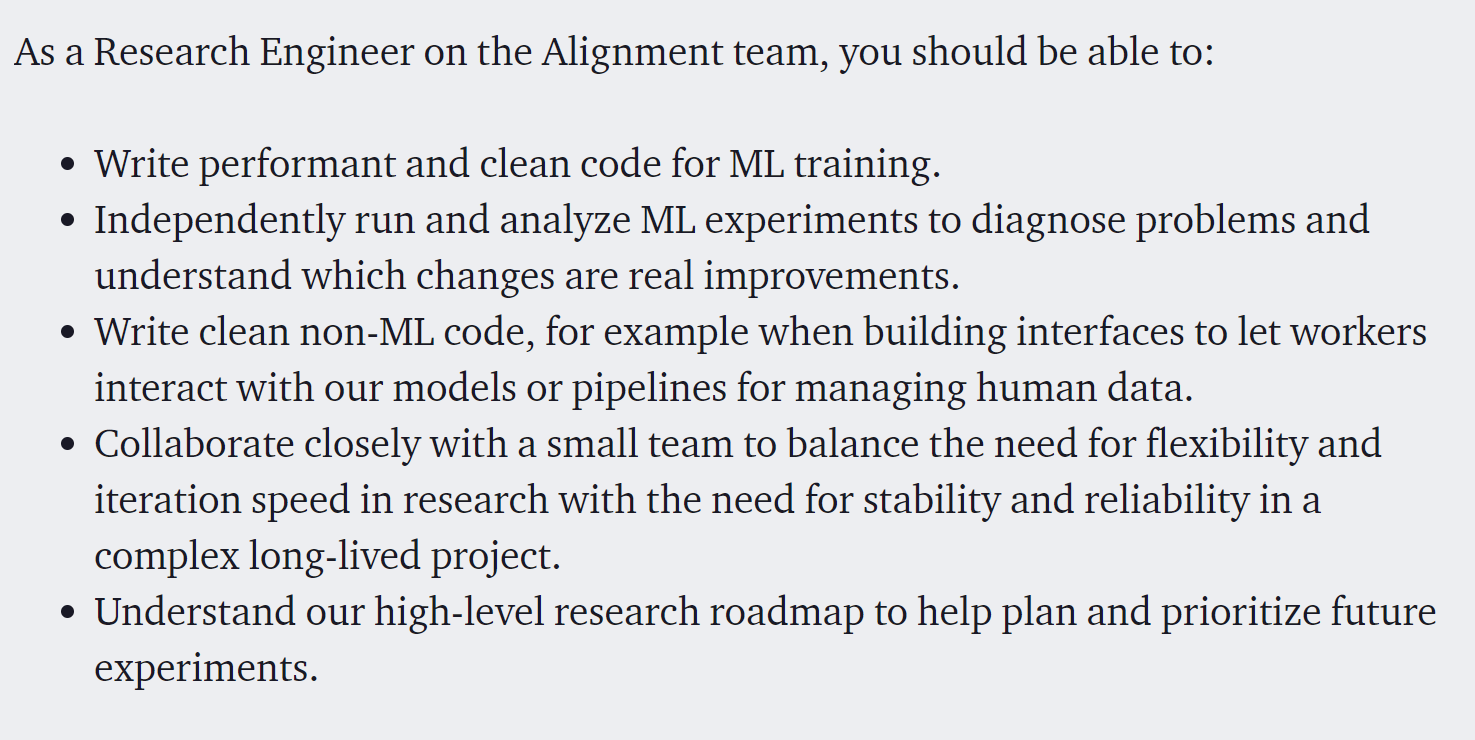 As a Research Engineer on the Alignment team, you should be able to:
• Write performant and clean code for ML training.
• Independently run and analyze ML experiments to diagnose problems and
understand which changes are real improvements.
• Write clean non-ML code, for example when building interfaces to let workers
interact with our models or pipelines for managing human data.
• Collaborate closely with a small team to balance the need for flexibility and
iteration speed in research with the need for stability and reliability in a
complex long-lived project.
• Understand our high-level research roadmap to help plan and prioritize future
experiments.